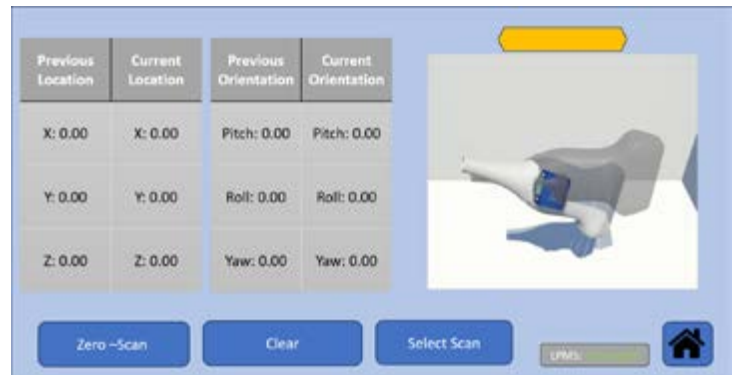 Previous Location Current Location Previous Orientation Current Orientation
X: 0.00 X: 0.00 Pitch: 0.00 Pitch: 0.00
Y: 0.00 Y: 0.00 Roll: 0.00 Roll: 0.00
Z: 0.00 Z: 0.00 Yaw: 0.00 Yaw: 0.00
Zero –Scan Clear Select Scan LPMS: